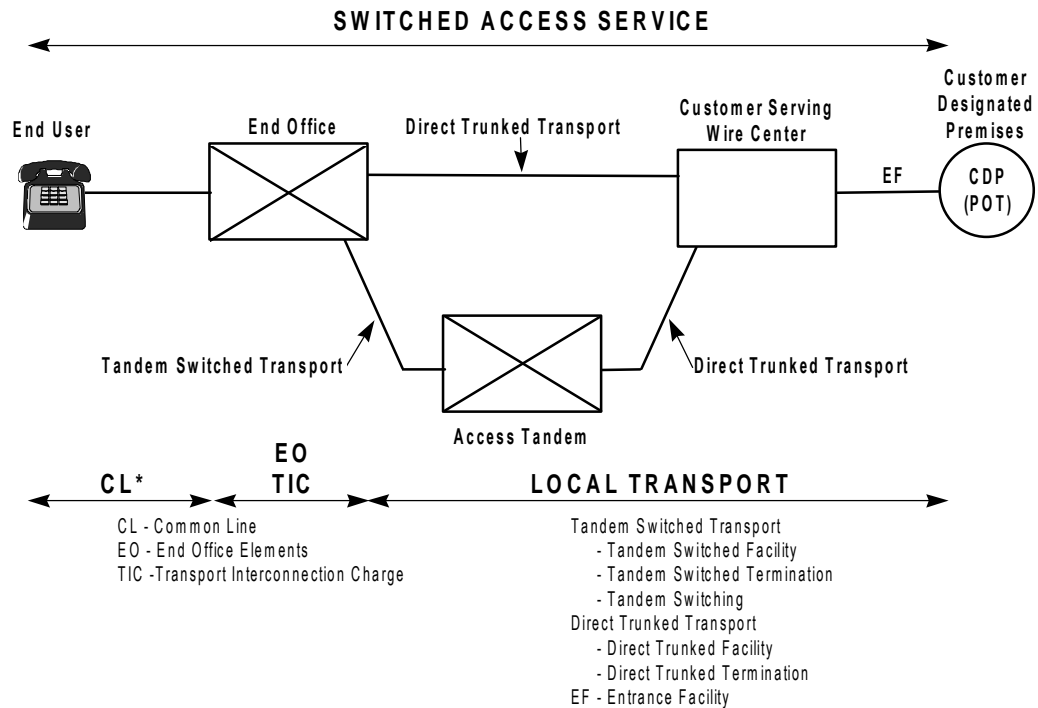 SWITCHED ACCESS SERVICE
Customer
Designated
Premises
End User
End Office
Direct Trunked Transport
Customer Serving
Wire Center
EF
CDP
(POT)
Tandem Switched Transport
Direct Trunked Transport
Access Tandem
CL*
EO
TIC
LOCAL TRANSPORT
CL - Common Line
EO - End Office Elements
TIC -Transport Interconnection Charge
Tandem Switched Transport
- Tandem Switched Facility
- Tandem Switched Termination
- Tandem Switching
Direct Trunked Transport
- Direct Trunked Facility
- Direct Trunked Termination
EF - Entrance Facility